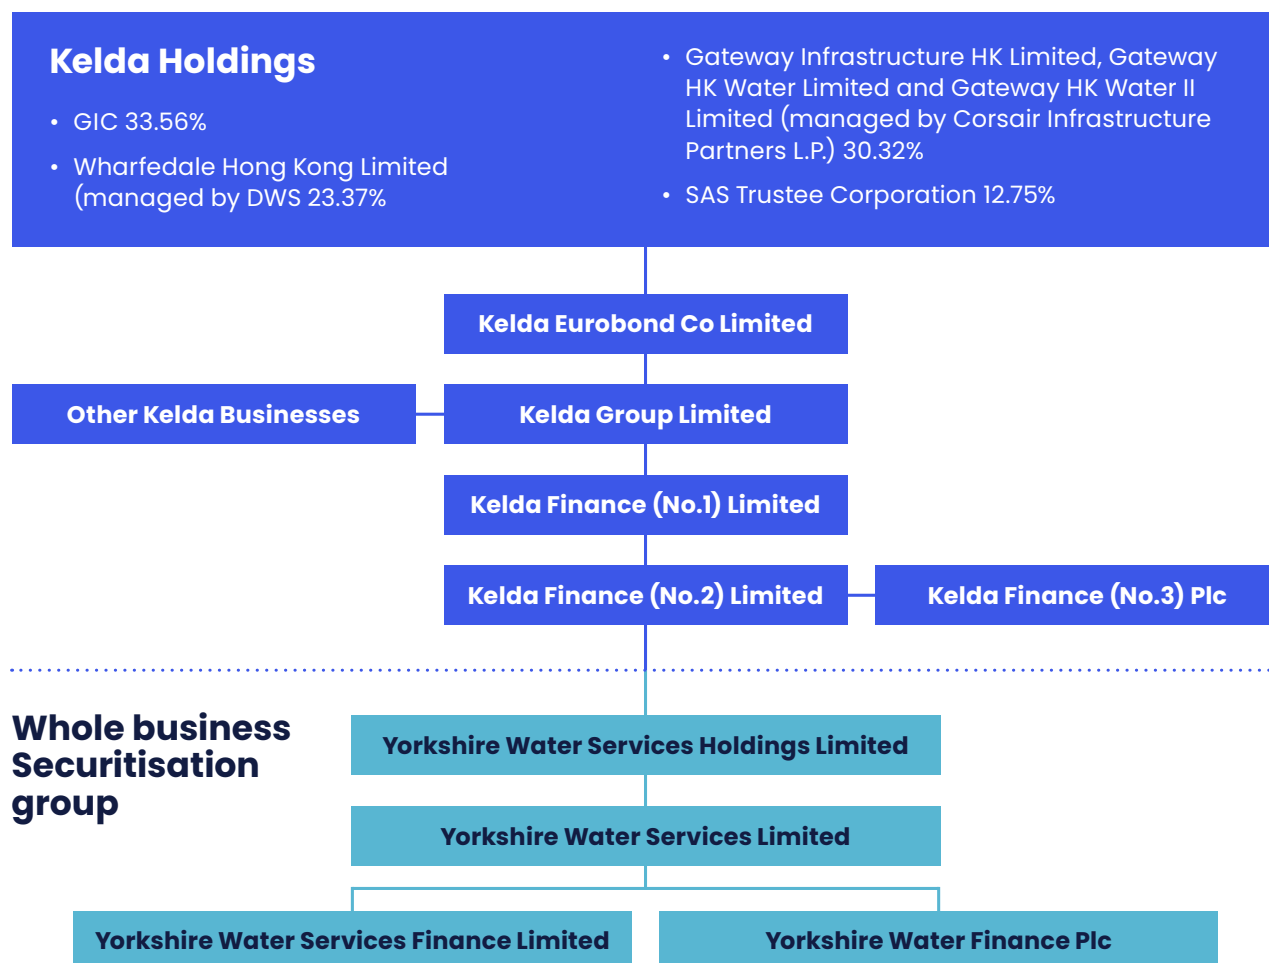 Kelda Holdings
• GIC 33.56%
• Wharfedale Hong Kong Limited
(managed by DWS 23.37%
• Gateway Infrastructure HK Limited, Gateway
HK Water Limited and Gateway HK Water II
Limited (managed by Corsair Infrastructure
Partners L.P.) 30.32%
• SAS Trustee Corporation 12.75%
Kelda Eurobond Co Limited
Other Kelda Businesses
Kelda Group Limited
Kelda Finance (No.1) Limited
Kelda Finance (No.2) Limited
Kelda Finance (No.3) Plc
Whole business
Securitisation
group
Yorkshire Water Services Holdings Limited
Yorkshire Water Services Limited
Yorkshire Water Services Finance Limited
Yorkshire Water Finance Plc